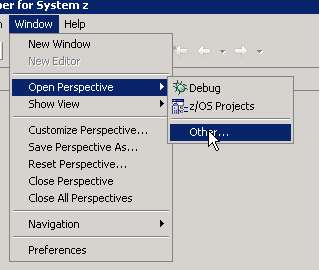 per for System z
Window Help
New Window
New Editor
Open Perspective
Debug
Show View
z/OS Projects
Customize Perspective...
Other...
Save Perspective As...
Reset Perspective...
Close Perspective
Close All Perspectives
Navigation
Preferences